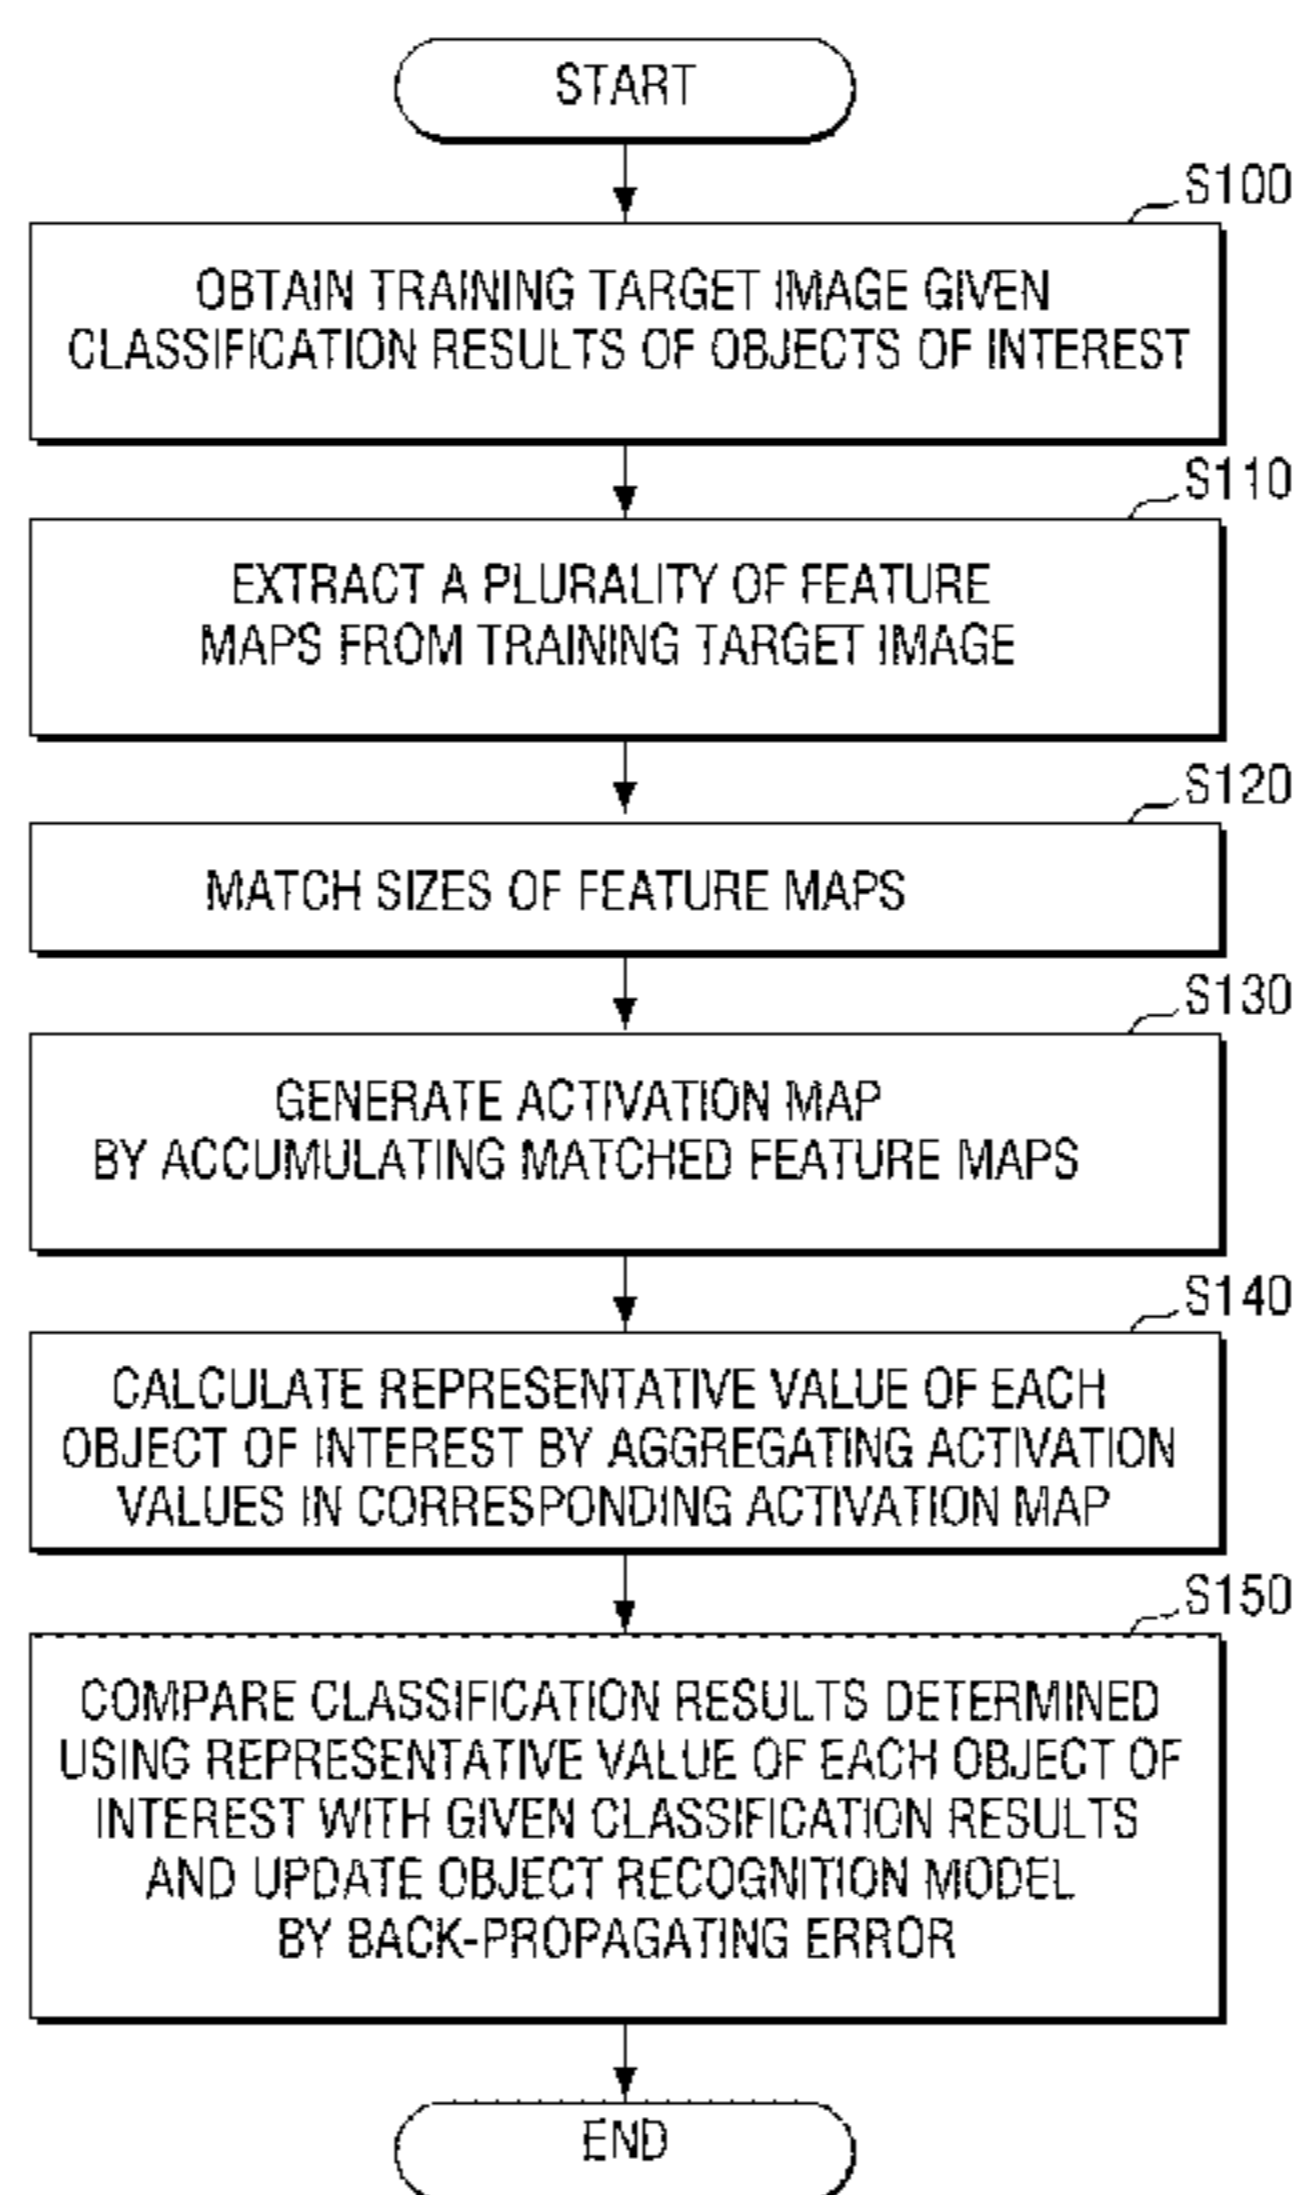 START
S100
OBTAIN TRAINING TARGET IMAGE GIVEN
CLASSIFICATION RESULTS OF OBJECTS OF INTEREST
S110
EXTRACT A PLURALITY OF FEATURE
MAPS FROM TRAINING TARGET IMAGE
S120
MATCH SIZES OF FEATURE MAPS
S130
GENERATE ACTIVATION MAP
BY ACCUMULATING MATCHED FEATURE MAPS
S140
CALCULATE REPRESENTATIVE VALUE OF EACH
OBJECT OF INTEREST BY AGGREGATING ACTIVATION
VALUES IN CORRESPONDING ACTIVATION MAP
S150
COMPARE CLASSIFICATION RESULTS DETERMINED
USING REPRESENTATIVE VALUE OF EACH OBJECT OF
INTEREST WITH GIVEN CLASSIFICATION RESULTS
AND UPDATE OBJECT RECOGNITION MODEL
BY BACK-PROPAGATING ERROR
END